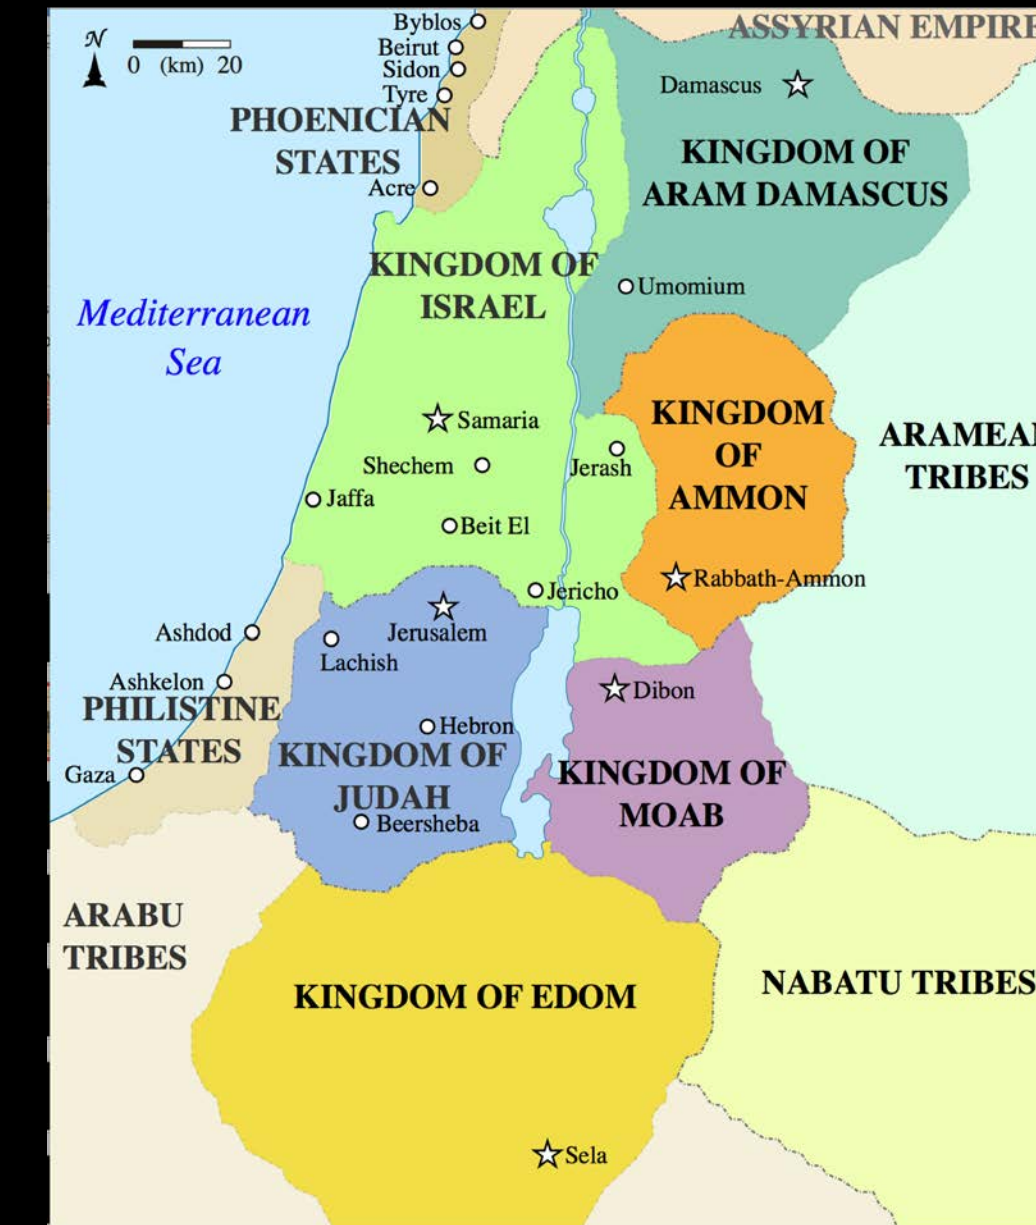 ASSYRIAN EMPIRE
Byblos
N
Beirut
0 (km) 20
Sidon
Damascus
Tyre
PHOENICIAN
STATES
KINGDOM OF
ARAM DAMASCUS
Acre
KINGDOM OF
ISRAEL
Umomium
Mediterranean
Sea
Samaria
KINGDOM
OF
AMMON
ARAMEAN
TRIBES
Shechem
Jerash
Jaffa
Beit El
Rabbath-Ammon
Jericho
Ashdod
Jerusalem
Lachish
Ashkelon
Dibon
PHILISTINE
STATES
Hebron
KINGDOM OF
JUDAH
Gaza
KINGDOM OF
MOAB
Beersheba
ARABU
TRIBES
KINGDOM OF EDOM
NABATU TRIBES
Sela